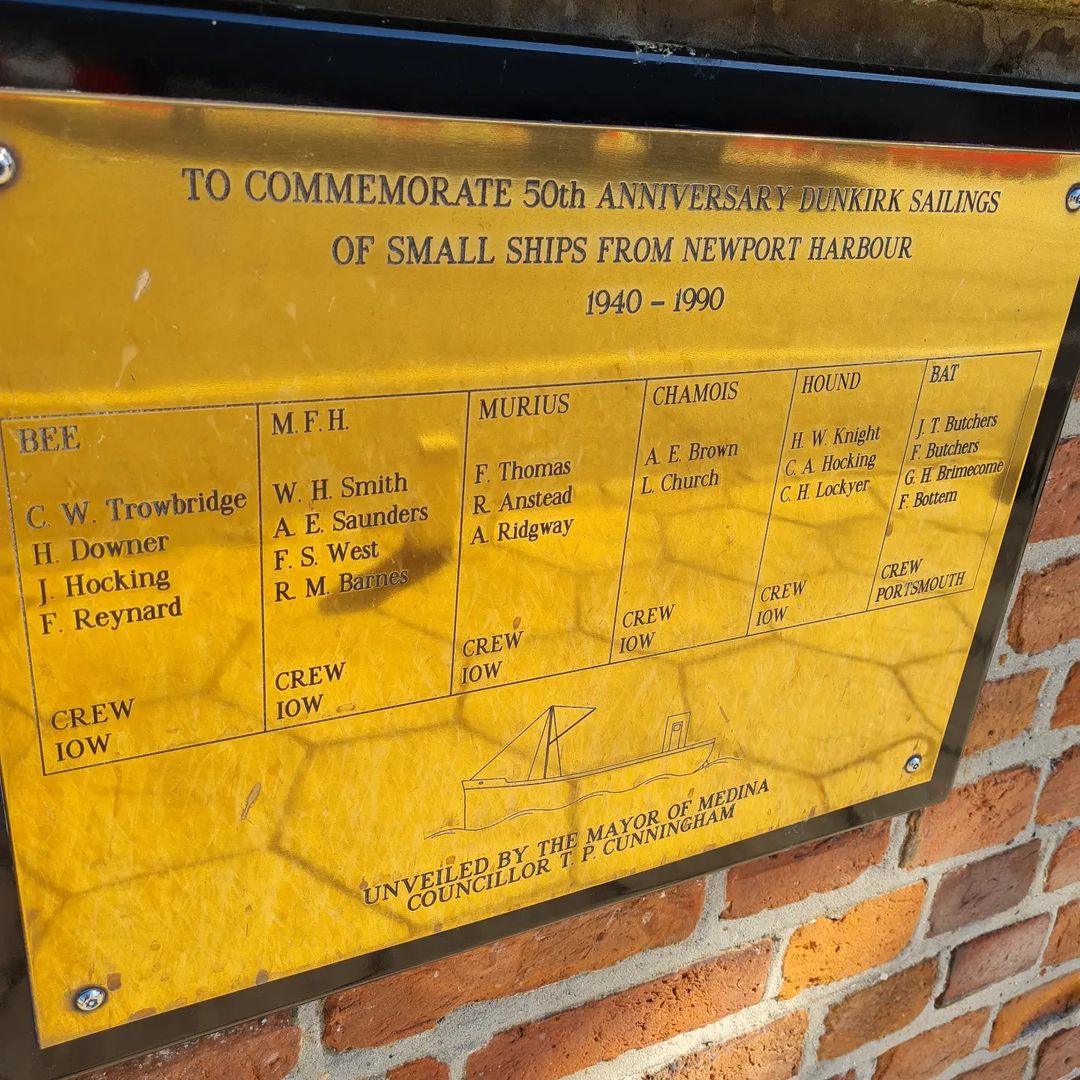 TO COMMEMORATE 50th ANNIVERSARY DUNKIRK SAILINGS
OF SMALL SHIPS FROM NEWPORT HARBOUR
1940 – 1990
BEE
C. W. Trowbridge
H. Downer
J. Hocking
F. Reynard
CREW
IOW
M.F.H.
W. H. Smith
A. E. Saunders
F. S. West
R. M. Barnes
CREW
IOW
MURIUS
F. Thomas
R. Anstead
A. Ridgway
CREW
IOW
CHAMOIS
A. E. Brown
L. Church
CREW
IOW
HOUND
H. W. Knight
C. A. Hocking
C. H. Lockyer
CREW
IOW
BAT
J. T. Butchers
F. Butchers
G. H. Brimecome
F. Bottem
CREW
PORTSMOUTH
UNVEILED BY THE MAYOR OF MEDINA
COUNCILLOR T. P. CUNNINGHAM